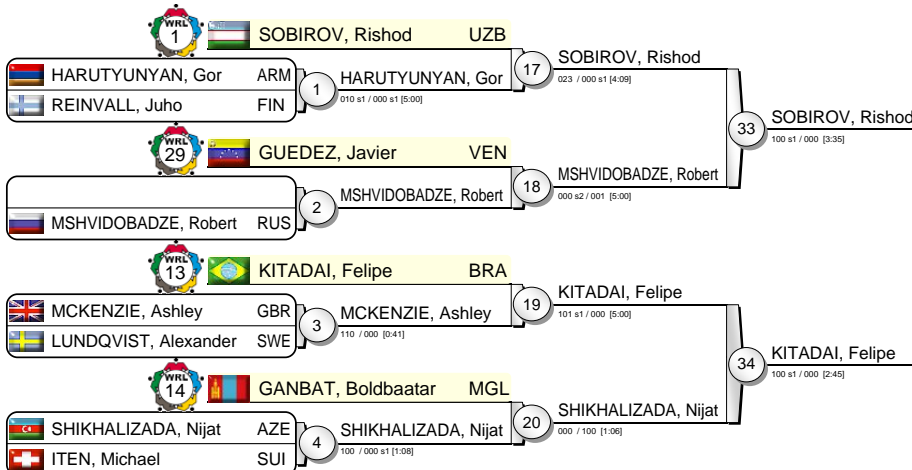 WRL
1
SOBIROV, Rishod UZB
HARUTYUNYAN, Gor ARM
REINVALL, Juho FIN
1
HARUTYUNYAN, Gor
010 s1 / 000 s1 [5:00]
17
SOBIROV, Rishod
023 / 000 s1 [4:09]
WRL
29
GUEDEZ, Javier VEN
MSHVIDOBADZE, Robert RUS
2
MSHVIDOBADZE, Robert
18
MSHVIDOBADZE, Robert
000 s2 / 001 [5:00]
33
SOBIROV, Rishod
100 s1 / 000 [3:35]
WRL
13
KITADAI, Felipe BRA
MCKENZIE, Ashley GBR
LUNDQVIST, Alexander SWE
3
MCKENZIE, Ashley
110 / 000 [0:41]
19
KITADAI, Felipe
101 s1 / 000 [5:00]
WRL
14
GANBAT, Boldbaatar MGL
SHIKHALIZADA, Nijat AZE
ITEN, Michael SUI
4
SHIKHALIZADA, Nijat
100 / 000 s1 [1:08]
20
SHIKHALIZADA, Nijat
000 / 100 [1:06]
34
KITADAI, Felipe
100 s1 / 000 [2:45]